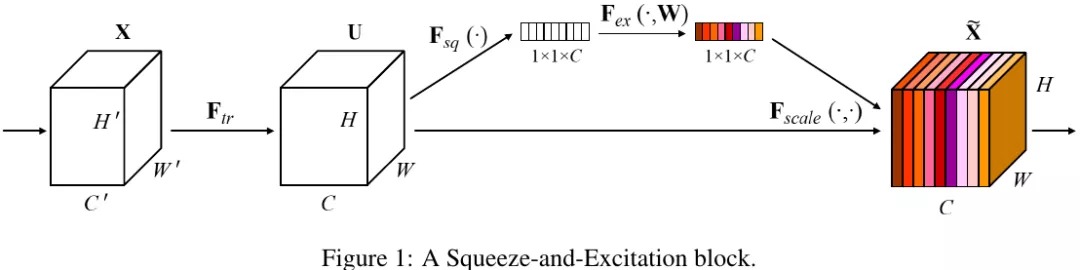 X
U
F_sq (·)
F_ex (·,W)
1×1×C
1×1×C
X̃
H′
F_tr
H
F_scale (·,·)
H
W′
W
W
C′
C
C
Figure 1: A Squeeze-and-Excitation block.